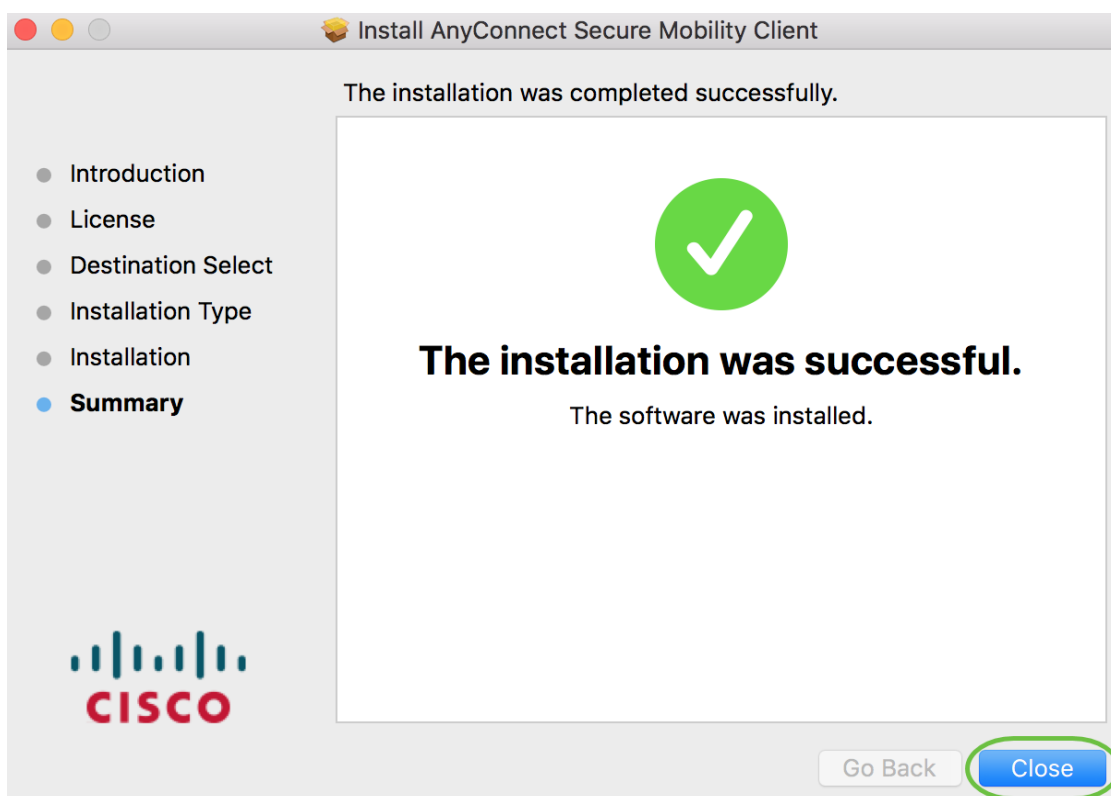 Install AnyConnect Secure Mobility Client
The installation was completed successfully.
Introduction
License
Destination Select
Installation Type
Installation
Summary
The installation was successful.
The software was installed.
CISCO
Go Back
Close